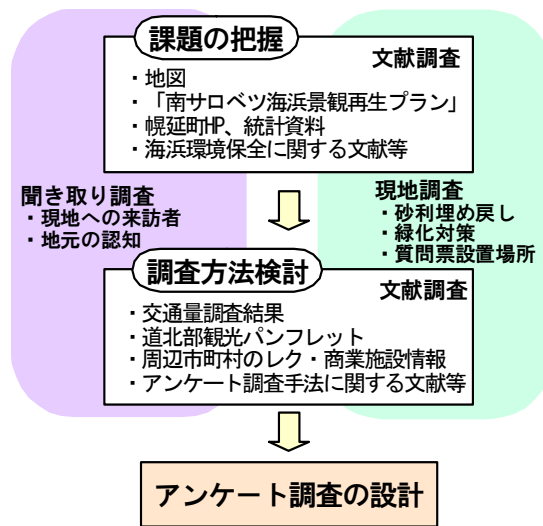 課題の把握
文献調査
・地図
・「南サロベツ海浜景観再生プラン」
・幌延町HP、統計資料
・海浜環境保全に関する文献等
聞き取り調査
・現地への来訪者
・地元の認知
現地調査
・砂利埋め戻し
・緑化対策
・質問票設置場所
調査方法検討
文献調査
・交通量調査結果
・道北部観光パンフレット
・周辺市町村のレク・商業施設情報
・アンケート調査手法に関する文献等
アンケート調査の設計